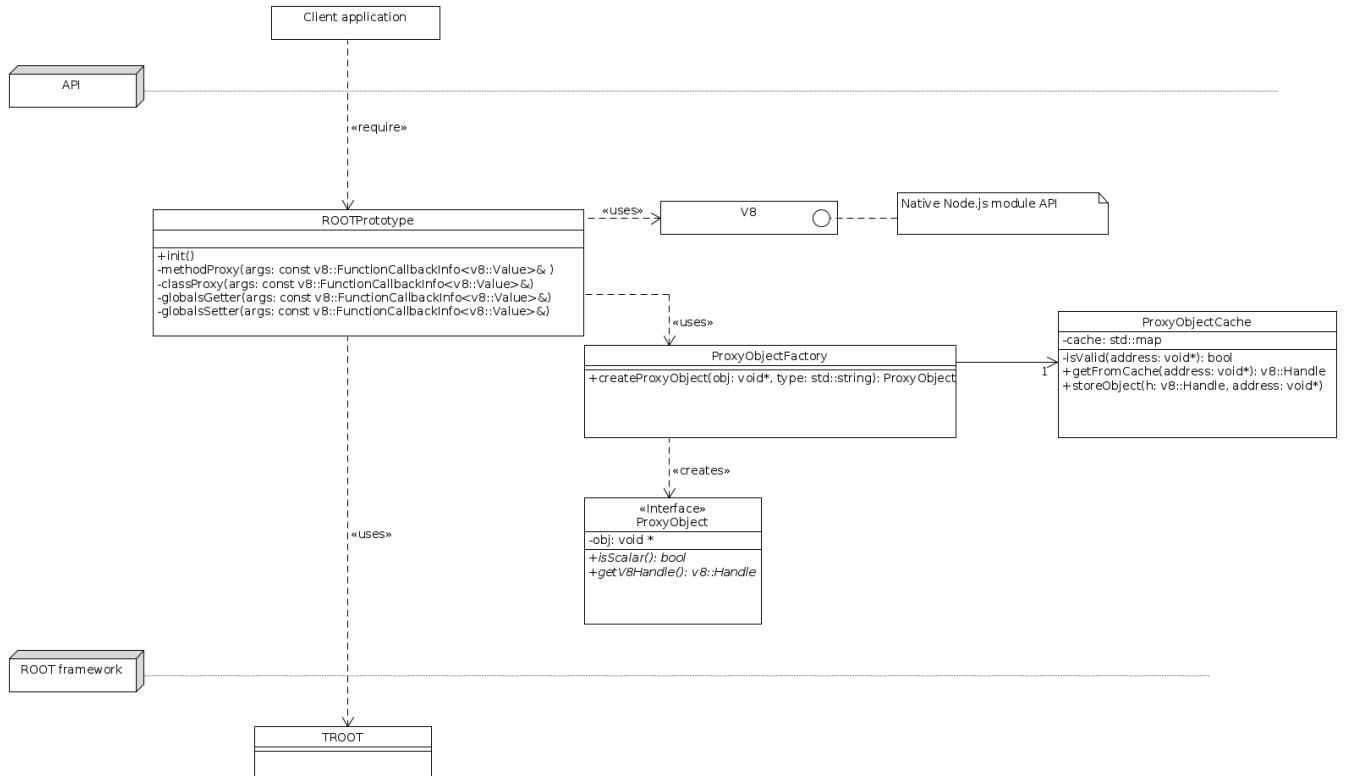 Client application
API
«require»
ROOTPrototype
+init()
-methodProxy(args: const v8::FunctionCallbackInfo<v8::Value>& )
-classProxy(args: const v8::FunctionCallbackInfo<v8::Value>&)
-globalsGetter(args: const v8::FunctionCallbackInfo<v8::Value>&)
-globalsSetter(args: const v8::FunctionCallbackInfo<v8::Value>&)
«uses»
V8
Native Node.js module API
«uses»
ProxyObjectFactory
+createProxyObject(obj: void*, type: std::string): ProxyObject
1
ProxyObjectCache
-cache: std::map
-isValid(address: void*): bool
+getFromCache(address: void*): v8::Handle
+storeObject(h: v8::Handle, address: void*)
«creates»
«Interface»
ProxyObject
-obj: void *
+isScalar(): bool
+getV8Handle(): v8::Handle
«uses»
ROOT framework
TROOT